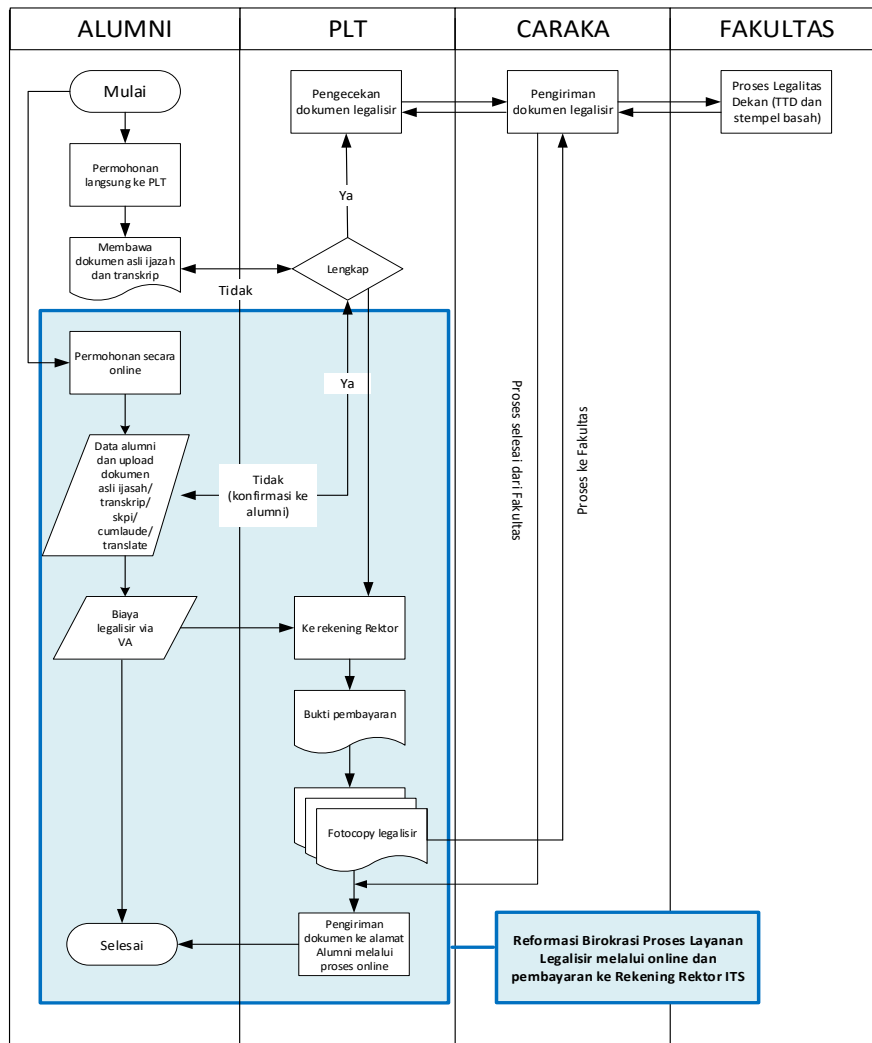 ALUMNI
PLT
CARAKA
FAKULTAS
Mulai
Pengecekan
dokumen legalisir
Pengiriman
dokumen legalisir
Proses Legalitas
Dekan (TTD dan
stempel basah)
Permohonan
langsung ke PLT
Ya
Membawa
dokumen asli ijazah
dan transkrip
Lengkap
Tidak
Permohonan secara
online
Ya
Proses selesai dari Fakultas
Proses ke Fakultas
Data alumni
dan upload
dokumen
asli ijasah/
transkrip/
skpi/
cumlaude/
translate
Tidak
(konfirmasi ke
alumni)
Biaya
legalisir via
VA
Ke rekening Rektor
Bukti pembayaran
Fotocopy legalisir
Selesai
Pengiriman
dokumen ke alamat
Alumni melalui
proses online
Reformasi Birokrasi Proses Layanan
Legalisir melalui online dan
pembayaran ke Rekening Rektor ITS